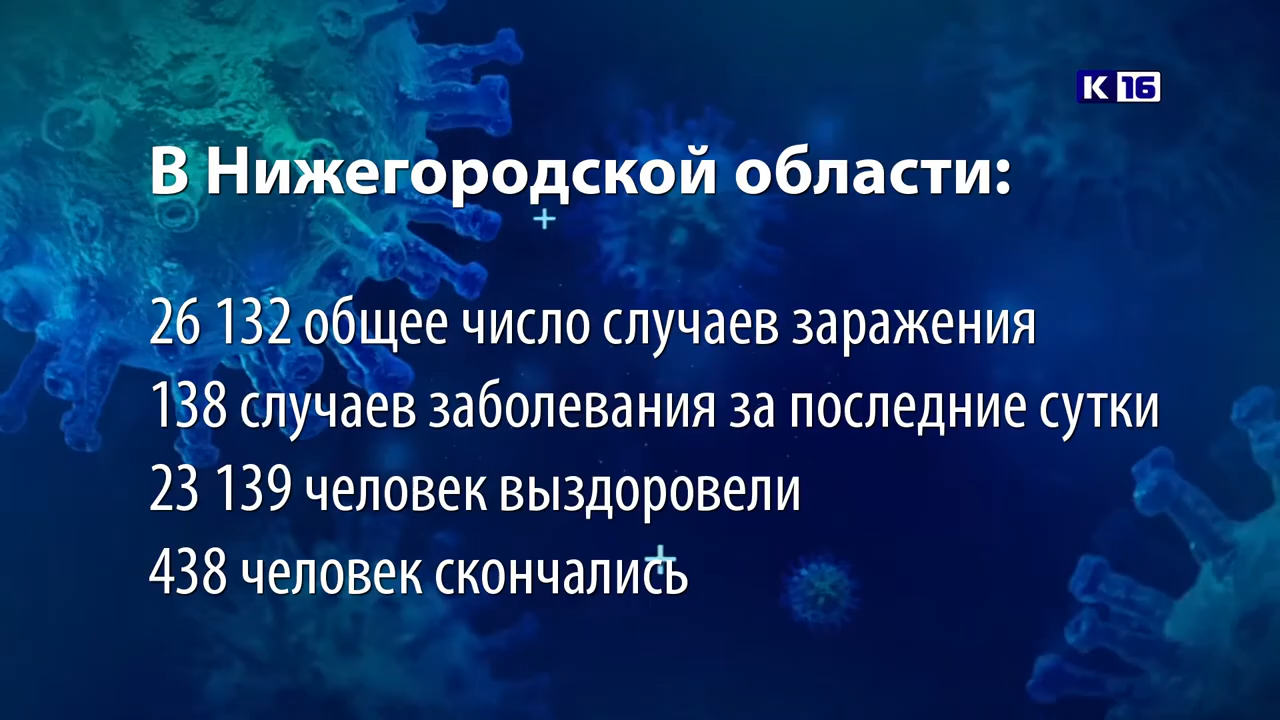 К 16
В Нижегородской области:
26 132 общее число случаев заражения
138 случаев заболевания за последние сутки
23 139 человек выздоровели
438 человек скончались